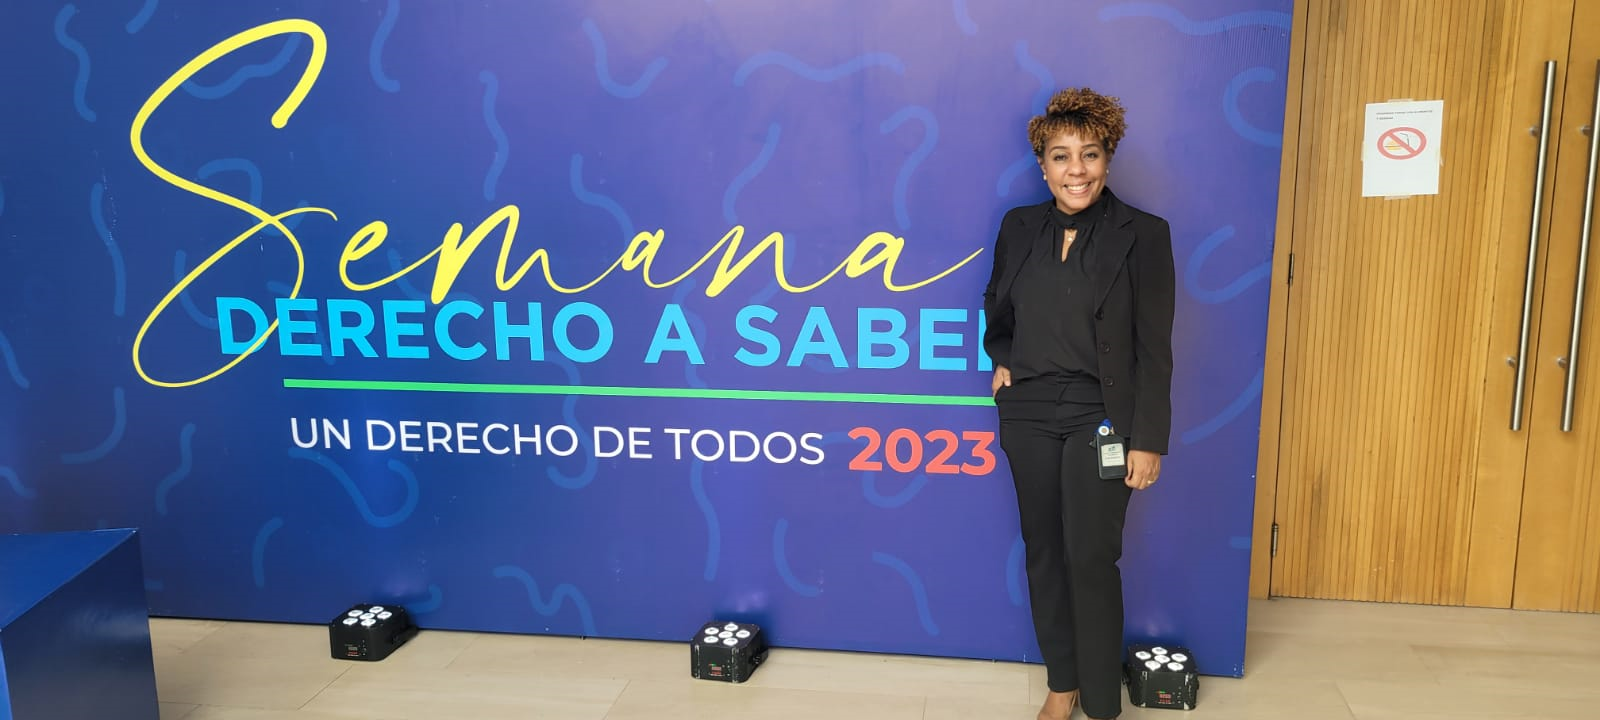 Semana
DERECHO A SABE
UN DERECHO DE TODOS 2023